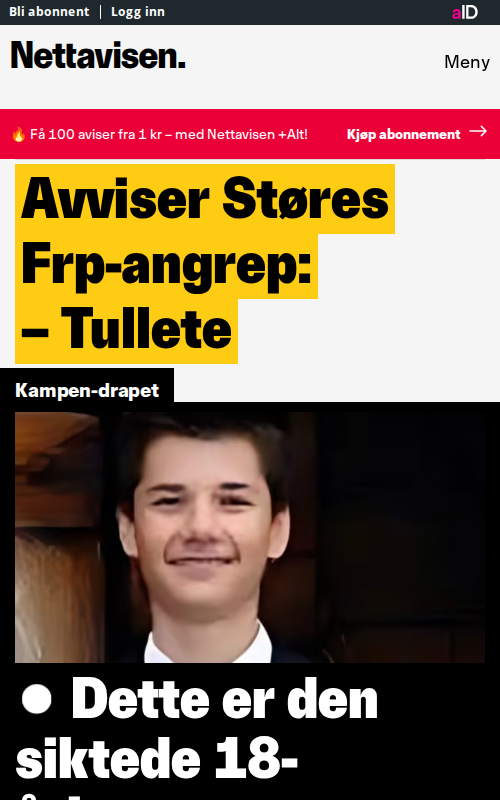 Bli abonnent | Logg inn
aID
Nettavisen.
Meny
🔥 Få 100 aviser fra 1 kr – med Nettavisen +Alt! Kjøp abonnement →
Avviser Støres
Frp-angrep:
– Tullete
Kampen-drapet
● Dette er den
siktede 18-